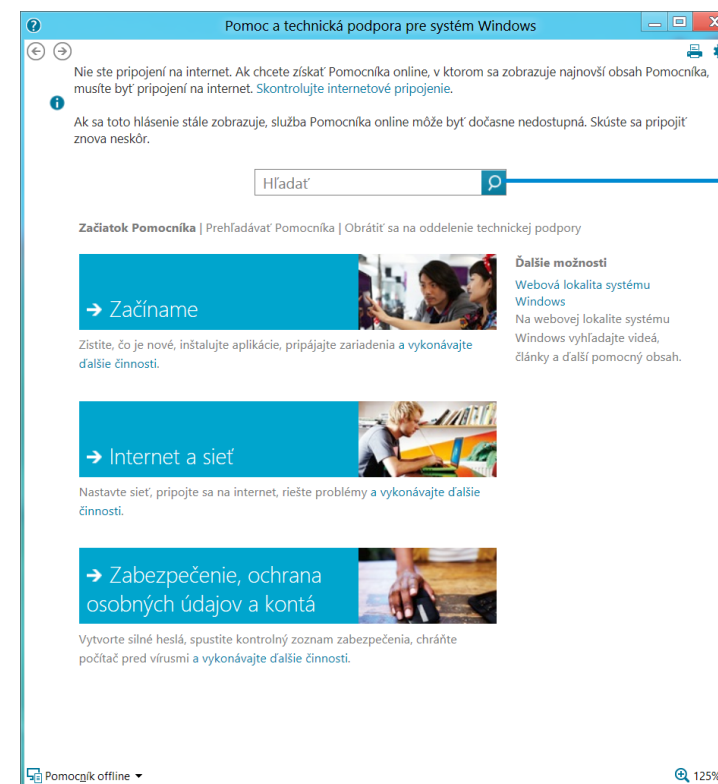 Pomoc a technická podpora pre systém Windows
Nie ste pripojení na internet. Ak chcete získať Pomocníka online, v ktorom sa zobrazuje najnovší obsah Pomocníka,
musíte byť pripojení na internet. Skontrolujte internetové pripojenie.
Ak sa toto hlásenie stále zobrazuje, služba Pomocníka online môže byť dočasne nedostupná. Skúste sa pripojiť
znova neskôr.
Hľadať
Začiatok Pomocníka | Prehľadávať Pomocníka | Obrátiť sa na oddelenie technickej podpory
Začíname
Zistite, čo je nové, inštalujte aplikácie, pripájajte zariadenia a vykonávajte
ďalšie činnosti.
Internet a sieť
Nastavte sieť, pripojte sa na internet, riešte problémy a vykonávajte ďalšie
činnosti.
Zabezpečenie, ochrana
osobných údajov a kontá
Vytvorte silné heslá, spustite kontrolný zoznam zabezpečenia, chráňte
počítač pred vírusmi a vykonávajte ďalšie činnosti.
Ďalšie možnosti
Webová lokalita systému
Windows
Na webovej lokalite systému
Windows vyhľadajte videá,
články a ďalší pomocný obsah.
Pomocník offline
125%